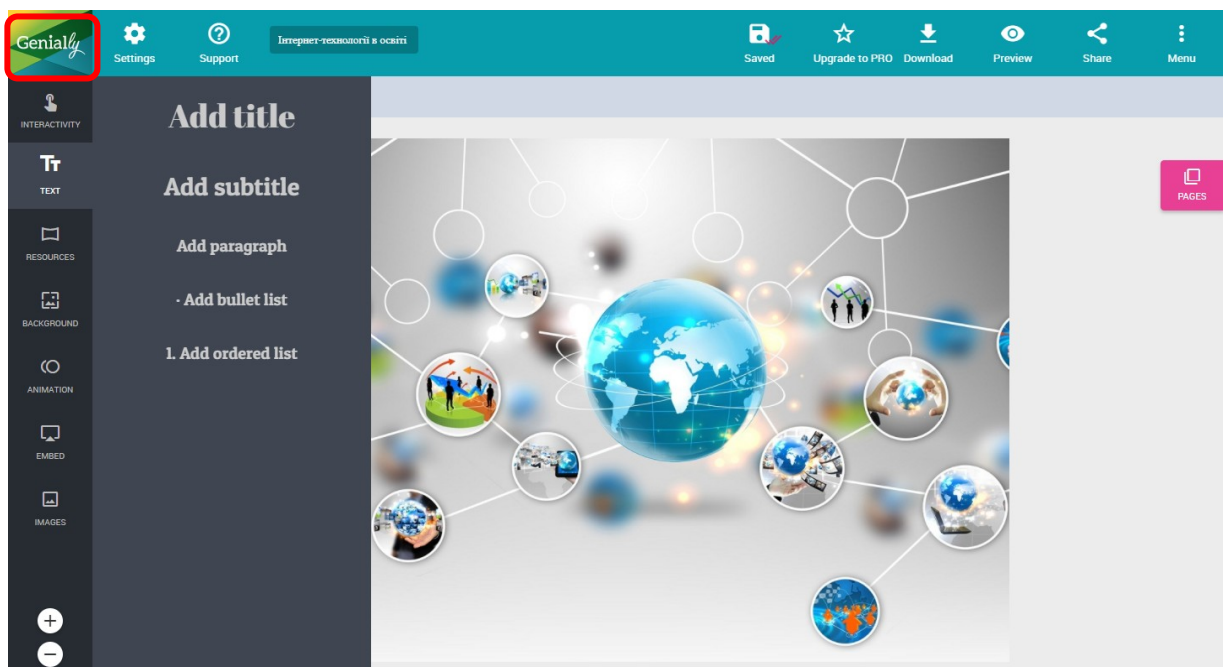 Genially
Settings
Support
Інтернет-технології в освіті
Saved
Upgrade to PRO
Download
Preview
Share
Menu
INTERACTIVITY
TEXT
RESOURCES
BACKGROUND
ANIMATION
EMBED
IMAGES
Add title
Add subtitle
Add paragraph
· Add bullet list
1. Add ordered list
PAGES